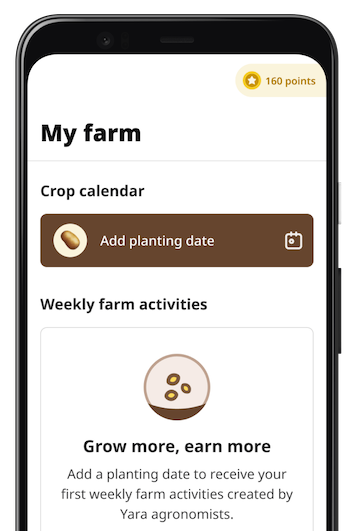 160 points
My farm
Crop calendar
Add planting date
Weekly farm activities
Grow more, earn more
Add a planting date to receive your
first weekly farm activities created by
Yara agronomists.